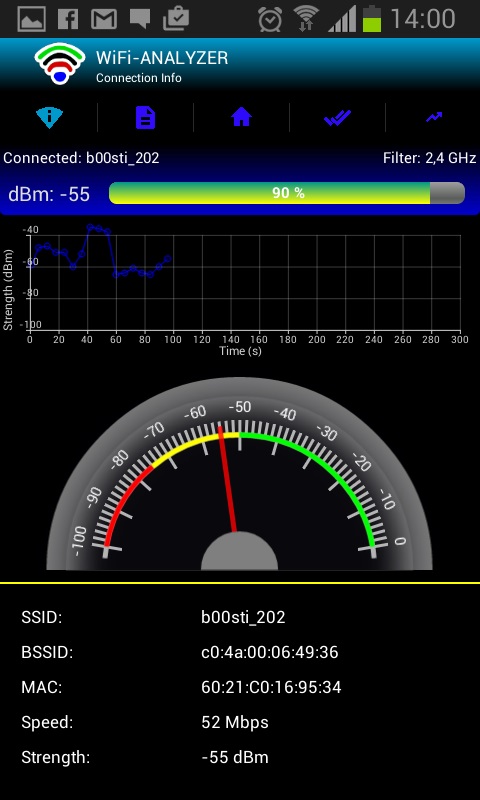 14:00
WiFi-ANALYZER
Connection Info
Connected: b00sti_202 Filter: 2,4 GHz
dBm: -55 90 %
Strength (dBm)
-40
-60
-80
-100
0 20 40 60 80 100 120 140 160 180 200 220 240 260 280 300
Time (s)
-100 -90 -80 -70 -60 -50 -40 -30 -20 -10 0
SSID: b00sti_202
BSSID: c0:4a:00:06:49:36
MAC: 60:21:C0:16:95:34
Speed: 52 Mbps
Strength: -55 dBm